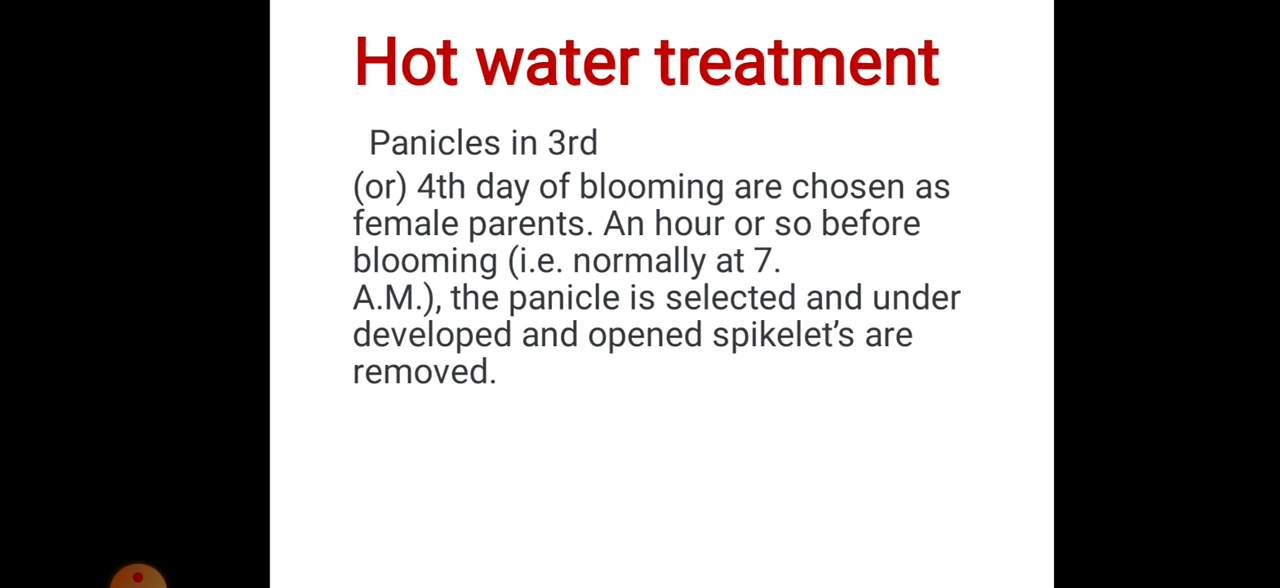 Hot water treatment
Panicles in 3rd
(or) 4th day of blooming are chosen as
female parents. An hour or so before
blooming (i.e. normally at 7.
A.M.), the panicle is selected and under
developed and opened spikelet’s are
removed.